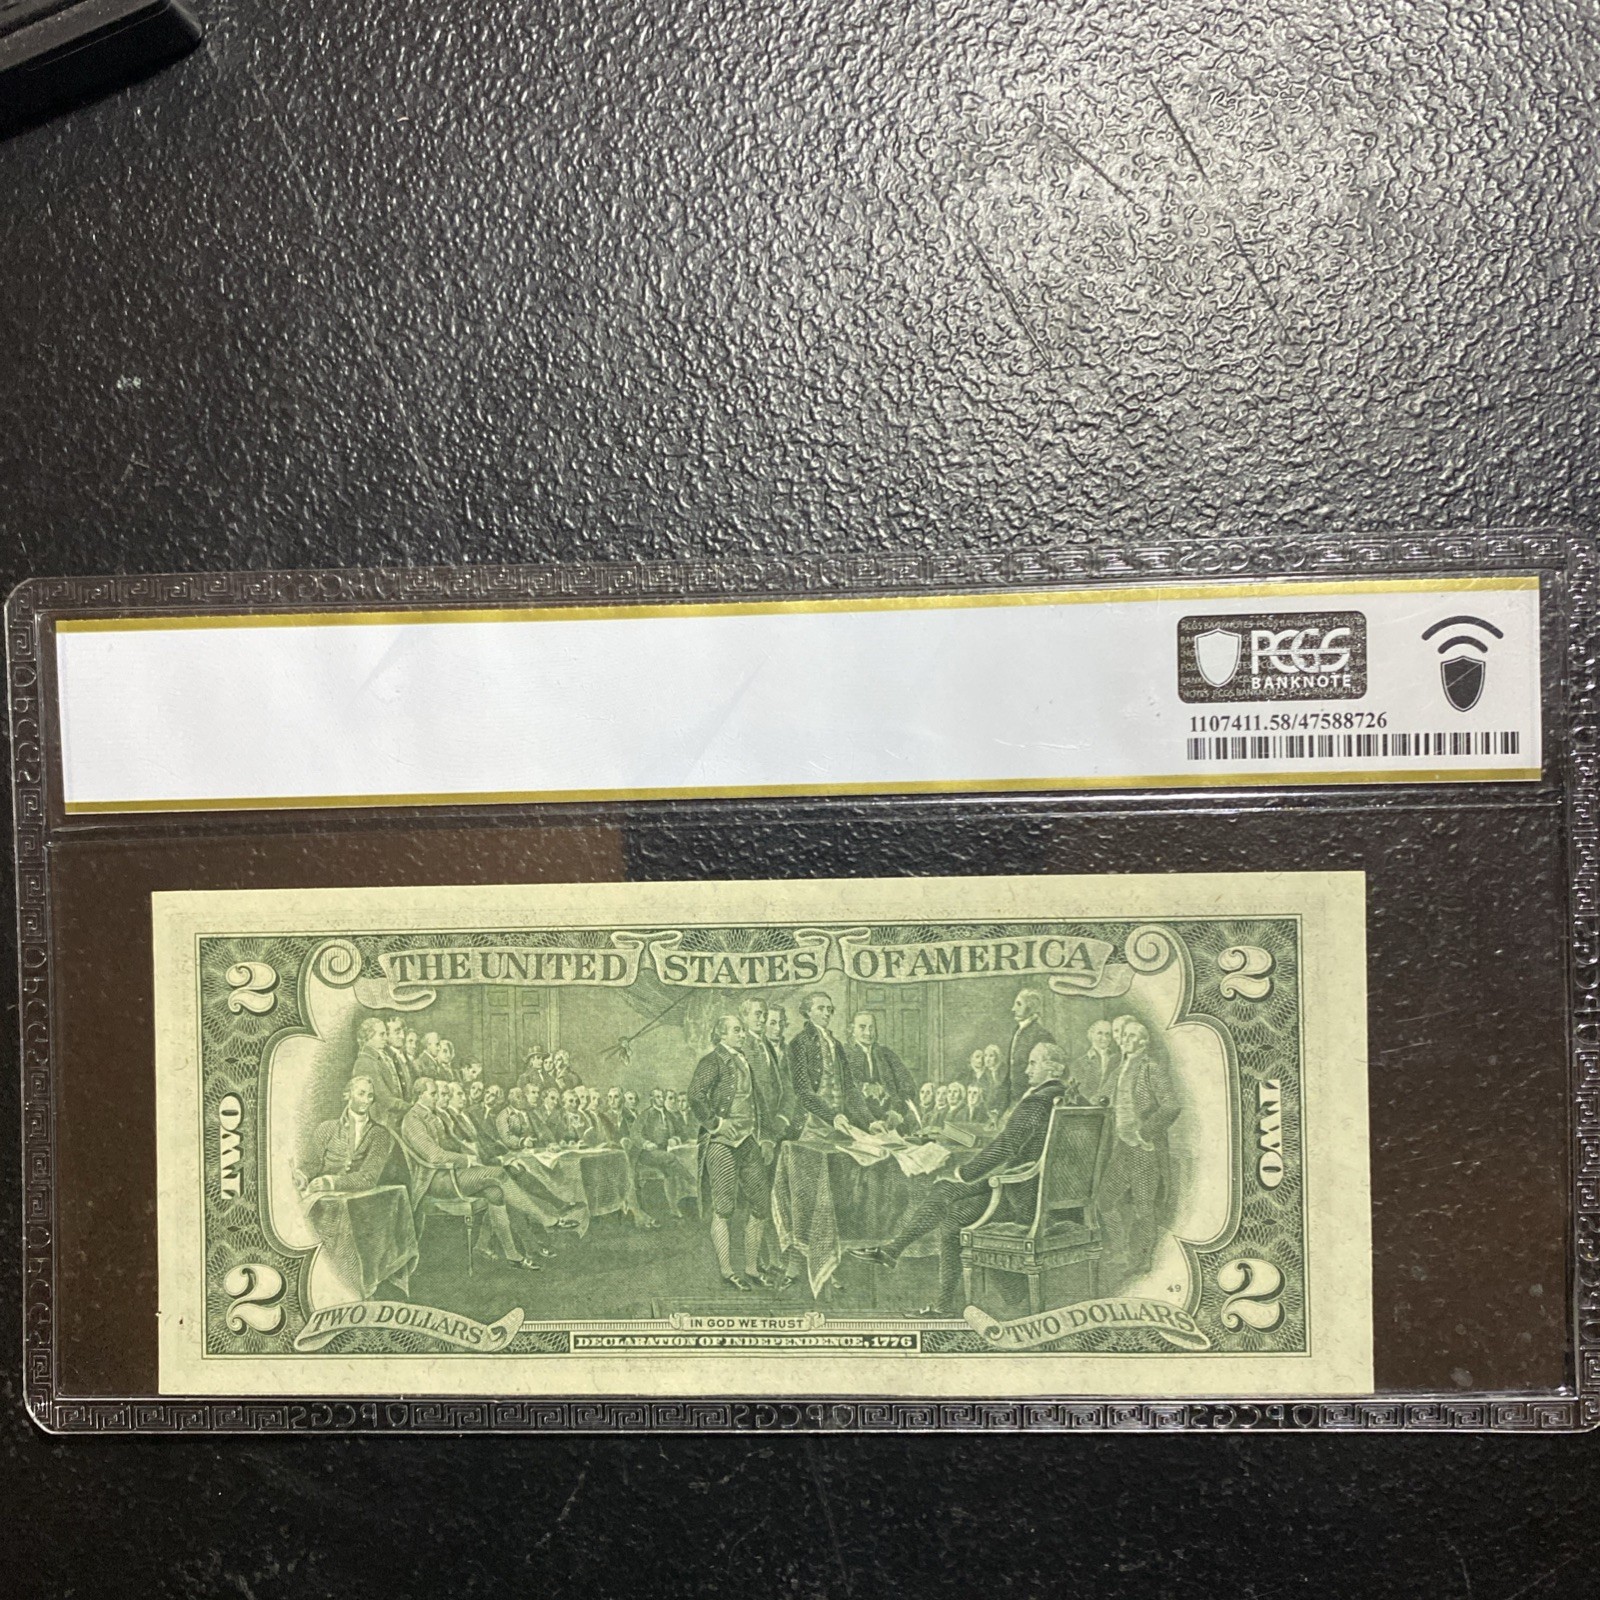 PCGS
BANKNOTE
1107411.58/47588726
THE UNITED STATES OF AMERICA
2 2
TWO TWO
49
2 2
TWO DOLLARS IN GOD WE TRUST TWO DOLLARS
DECLARATION OF INDEPENDENCE, 1776